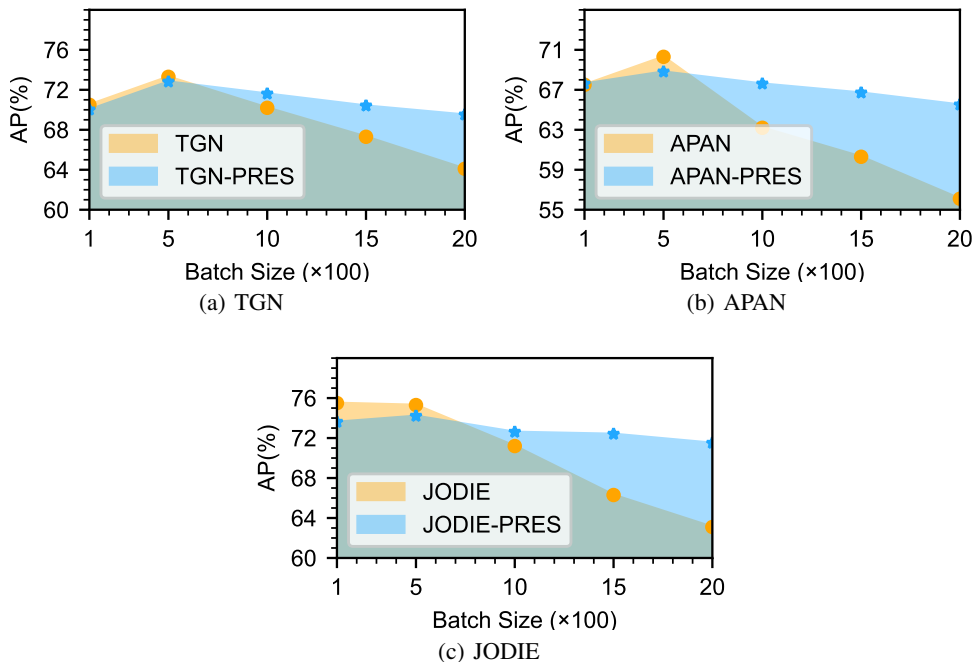 76
72
68
64
60
AP(%)
TGN
TGN-PRES
1 5 10 15 20
Batch Size (×100)
(a) TGN
71
67
63
59
55
AP(%)
APAN
APAN-PRES
1 5 10 15 20
Batch Size (×100)
(b) APAN
76
72
68
64
60
AP(%)
JODIE
JODIE-PRES
1 5 10 15 20
Batch Size (×100)
(c) JODIE